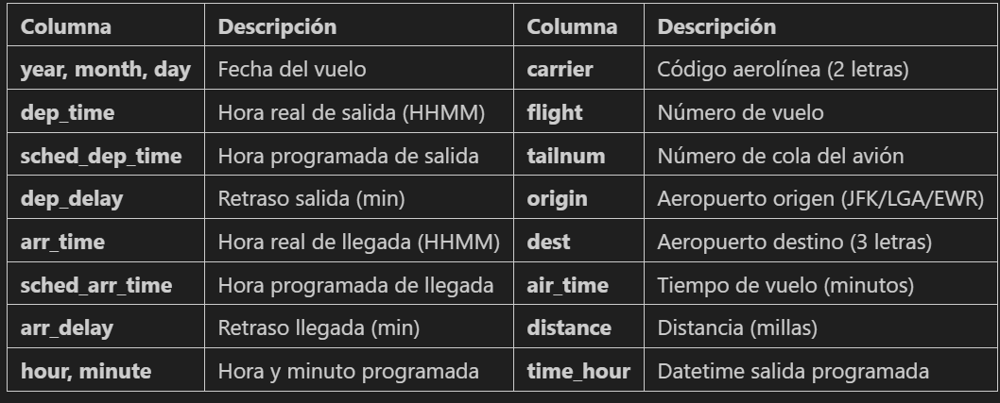 Columna Descripción Columna Descripción
year, month, day Fecha del vuelo carrier Código aerolínea (2 letras)
dep_time Hora real de salida (HHMM) flight Número de vuelo
sched_dep_time Hora programada de salida tailnum Número de cola del avión
dep_delay Retraso salida (min) origin Aeropuerto origen (JFK/LGA/EWR)
arr_time Hora real de llegada (HHMM) dest Aeropuerto destino (3 letras)
sched_arr_time Hora programada de llegada air_time Tiempo de vuelo (minutos)
arr_delay Retraso llegada (min) distance Distancia (millas)
hour, minute Hora y minuto programada time_hour Datetime salida programada